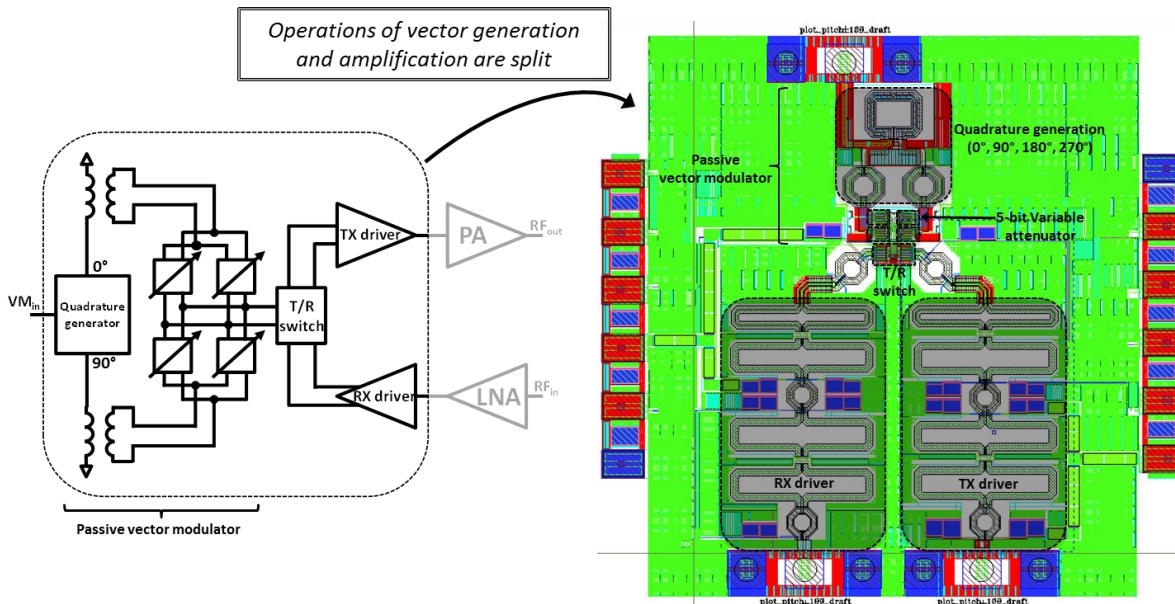 Operations of vector generation
and amplification are split
VMin
0°
Quadrature
generator
90°
T/R
switch
TX driver
RX driver
PA
RFout
LNA
RFin
Passive vector modulator
plot_pitch=100_draft
Quadrature generation
(0°, 90°, 180°, 270°)
Passive
vector modulator
5-bit Variable
attenuator
T/R
switch
RX driver
TX driver
plot_pitch=100_draft
plot_pitch=100_draft